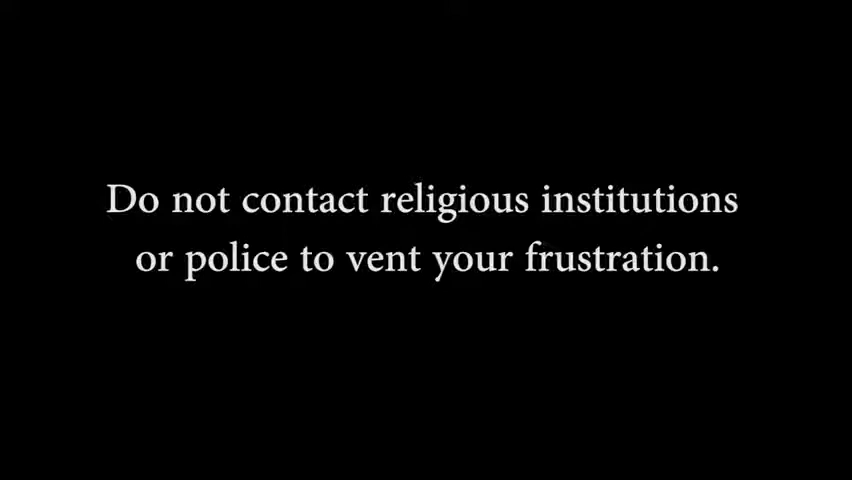 Do not contact religious institutions
or police to vent your frustration.